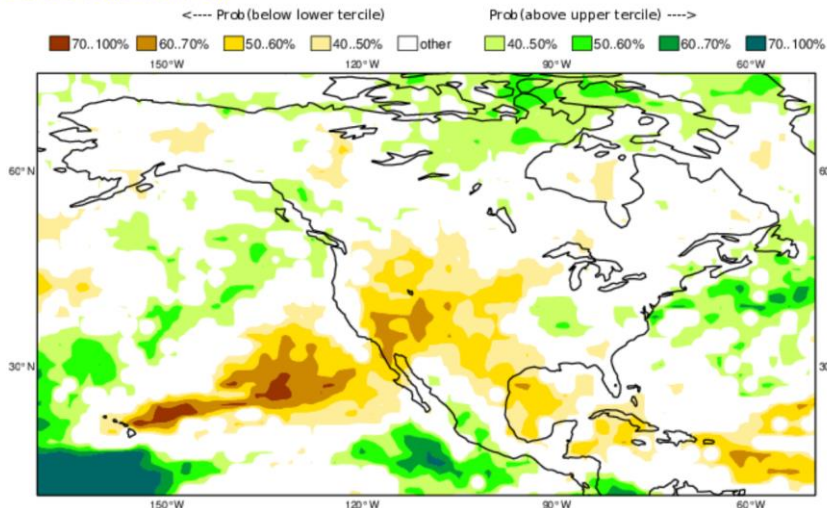 <---- Prob(below lower tercile) Prob(above upper tercile) ---->
70..100% 60..70% 50..60% 40..50% other 40..50% 50..60% 60..70% 70..100%
150°W 120°W 90°W 60°W
60°N 60
30°N 30
150°W 120°W 90°W 60°W